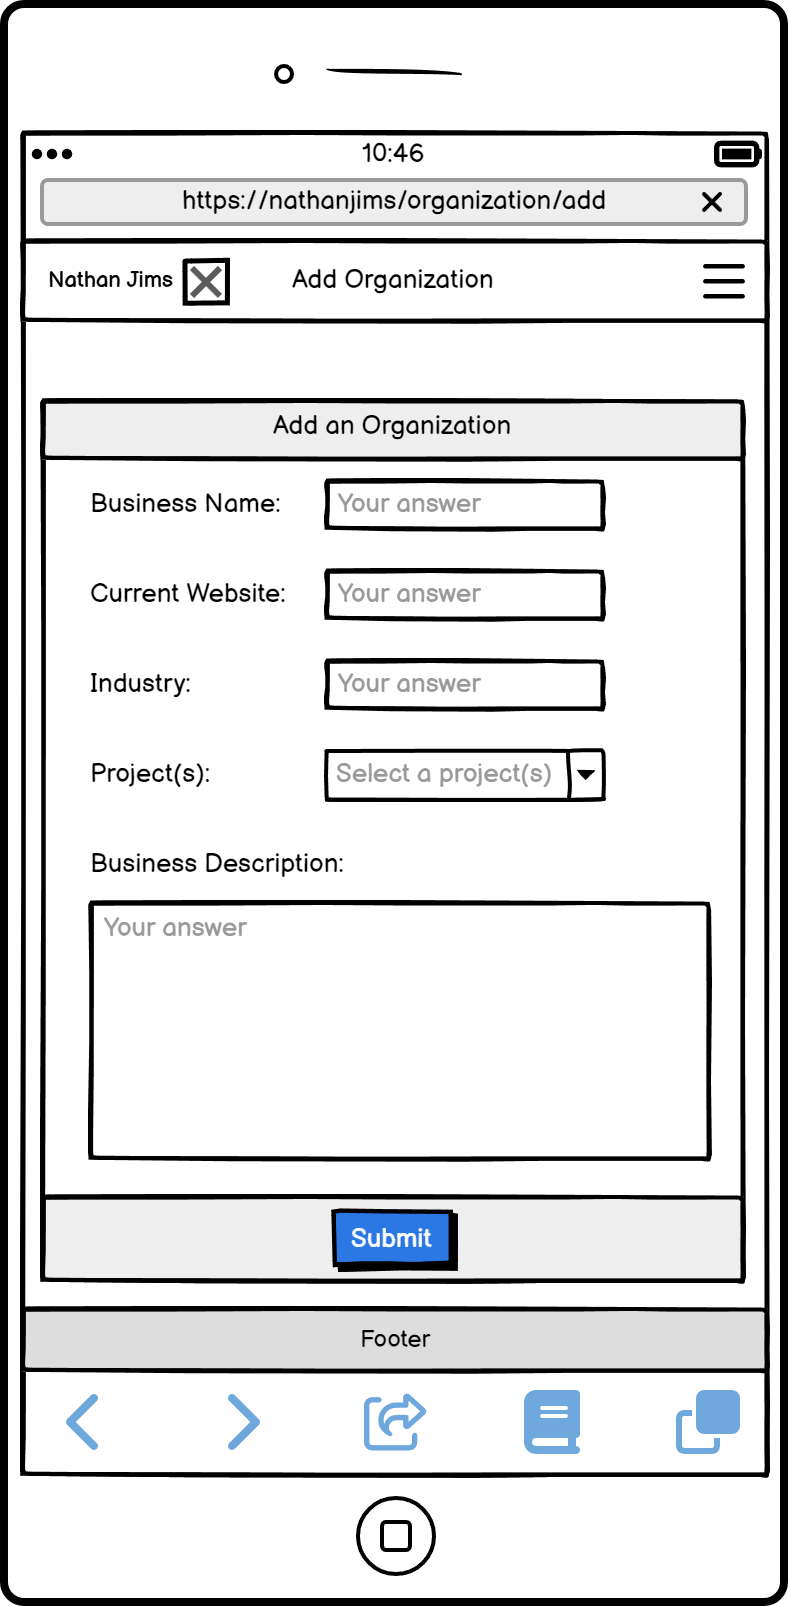 10:46
https://nathanjims/organization/add
Nathan Jims
Add Organization
Add an Organization
Business Name: Your answer
Current Website: Your answer
Industry: Your answer
Project(s): Select a project(s)
Business Description:
Your answer
Submit
Footer